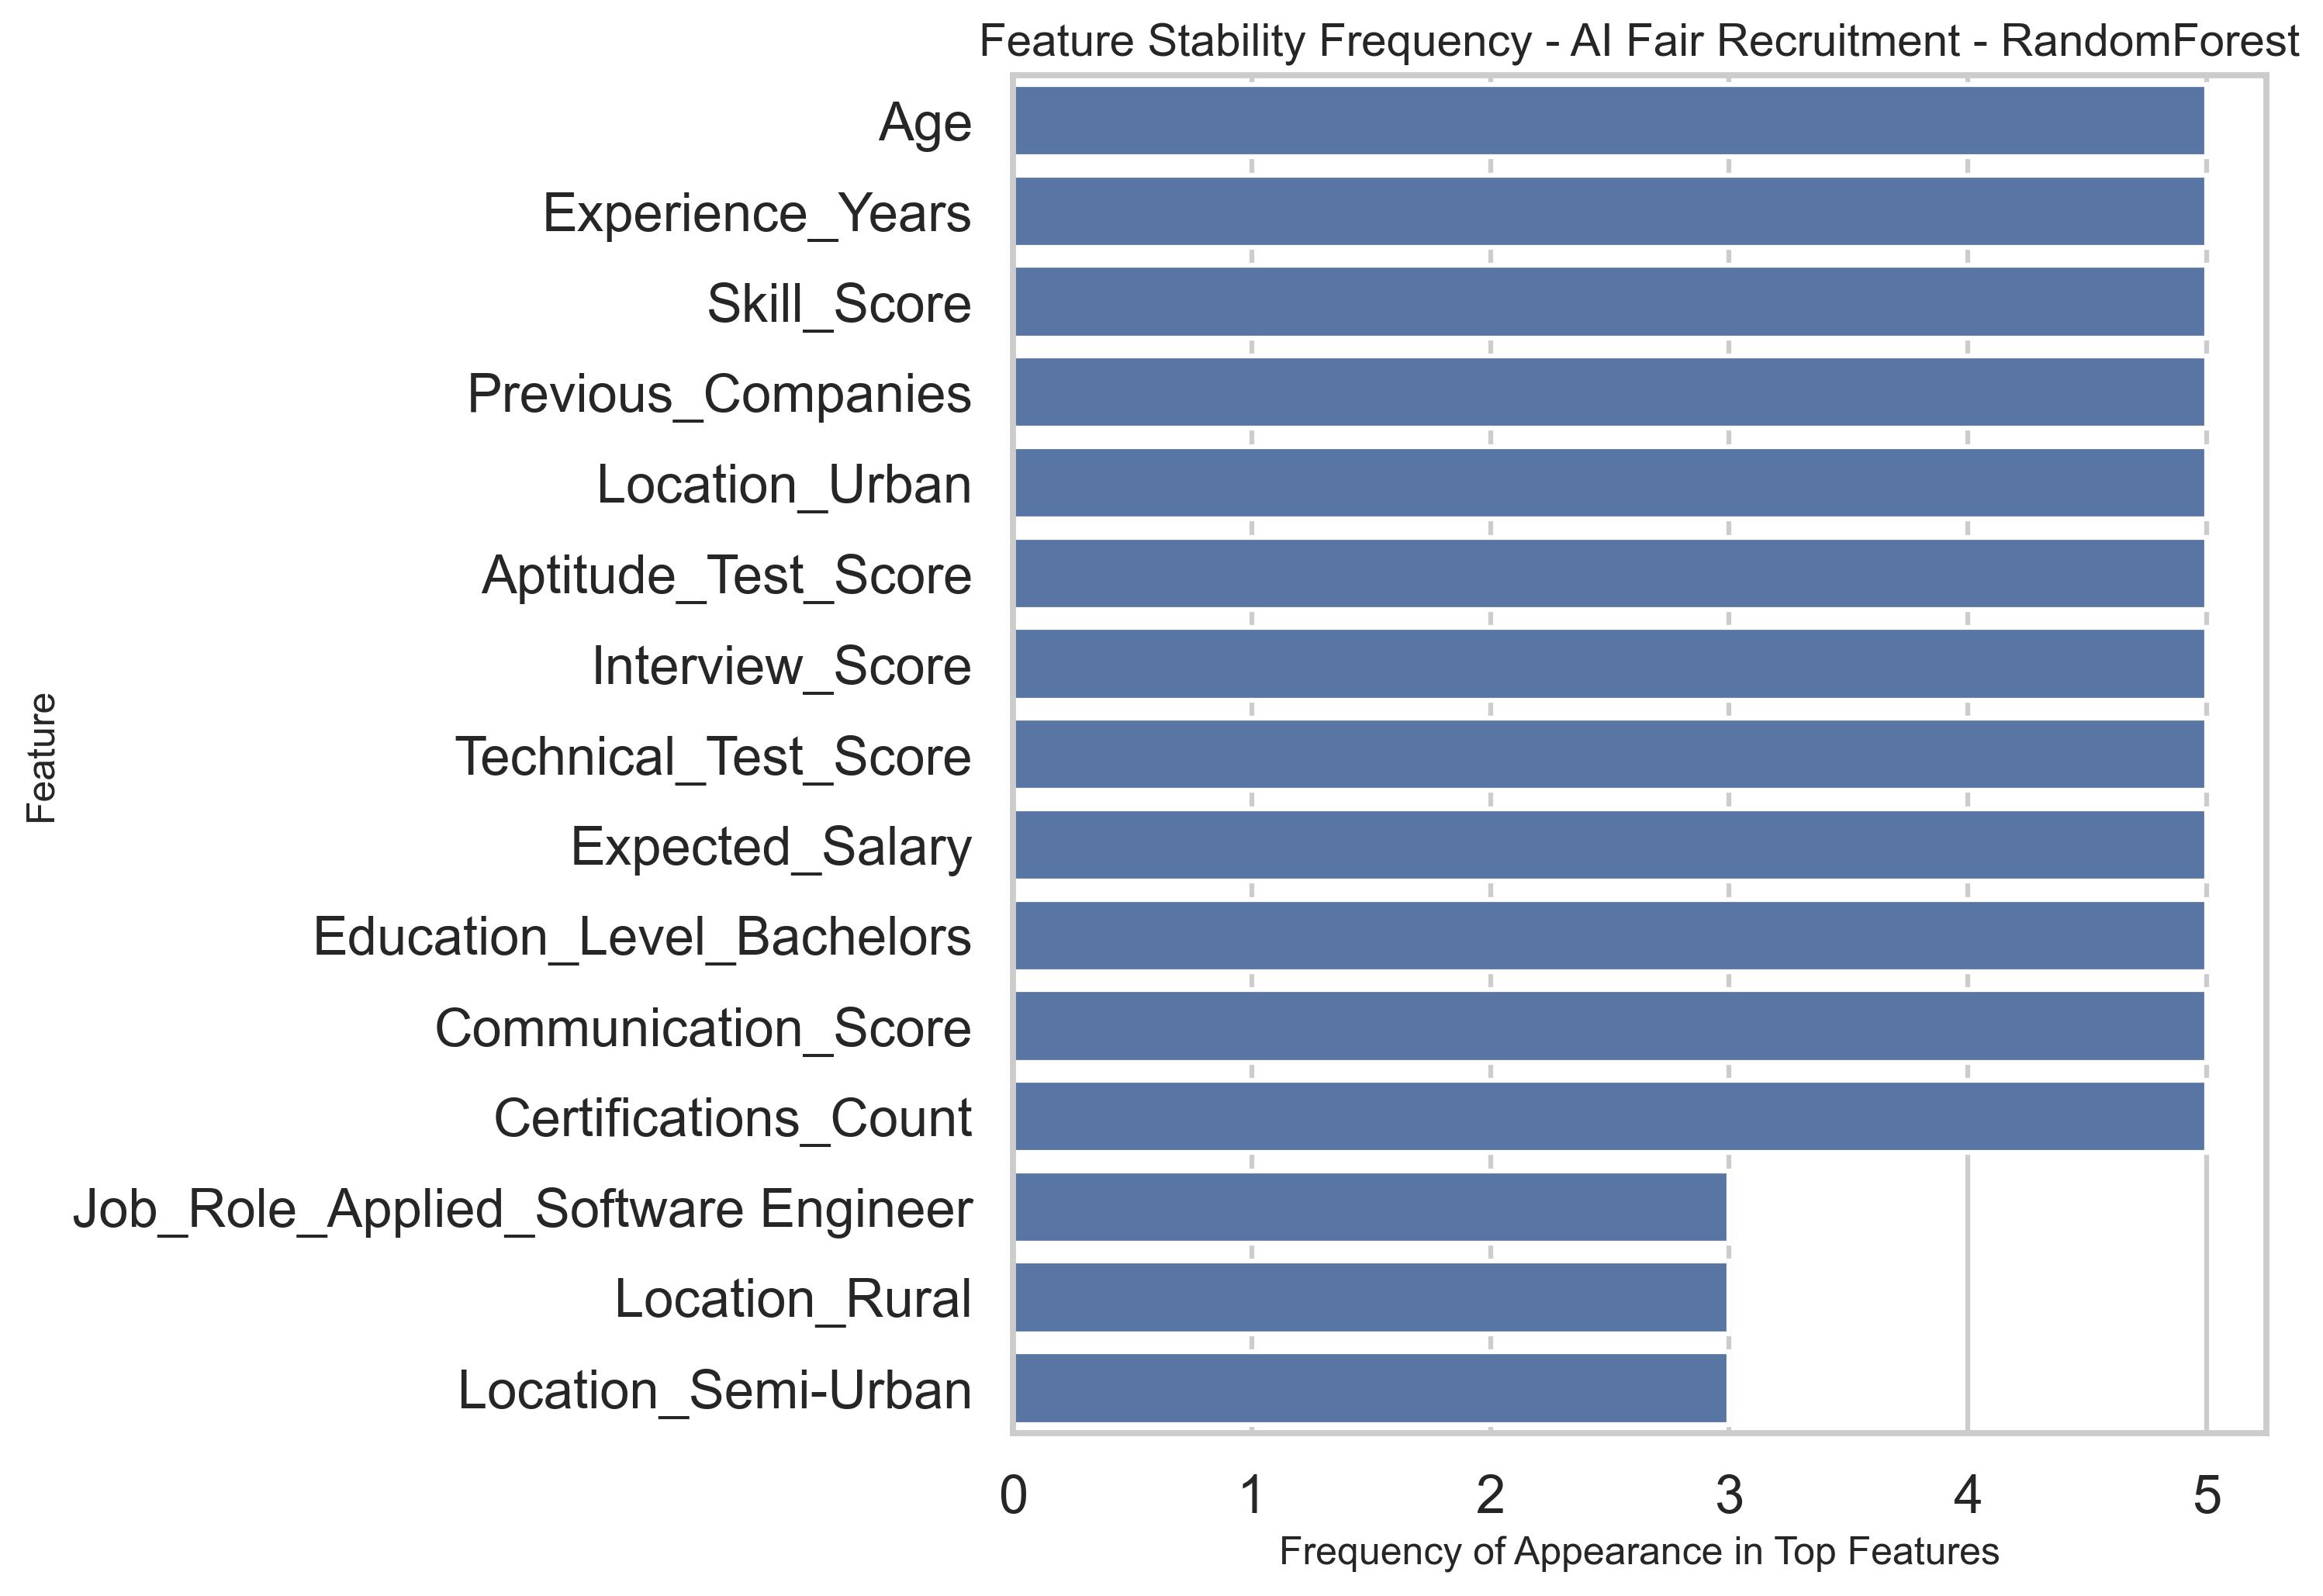 Feature Stability Frequency - AI Fair Recruitment - RandomForest
Feature
Age
Experience_Years
Skill_Score
Previous_Companies
Location_Urban
Aptitude_Test_Score
Interview_Score
Technical_Test_Score
Expected_Salary
Education_Level_Bachelors
Communication_Score
Certifications_Count
Job_Role_Applied_Software Engineer
Location_Rural
Location_Semi-Urban
0 1 2 3 4 5
Frequency of Appearance in Top Features